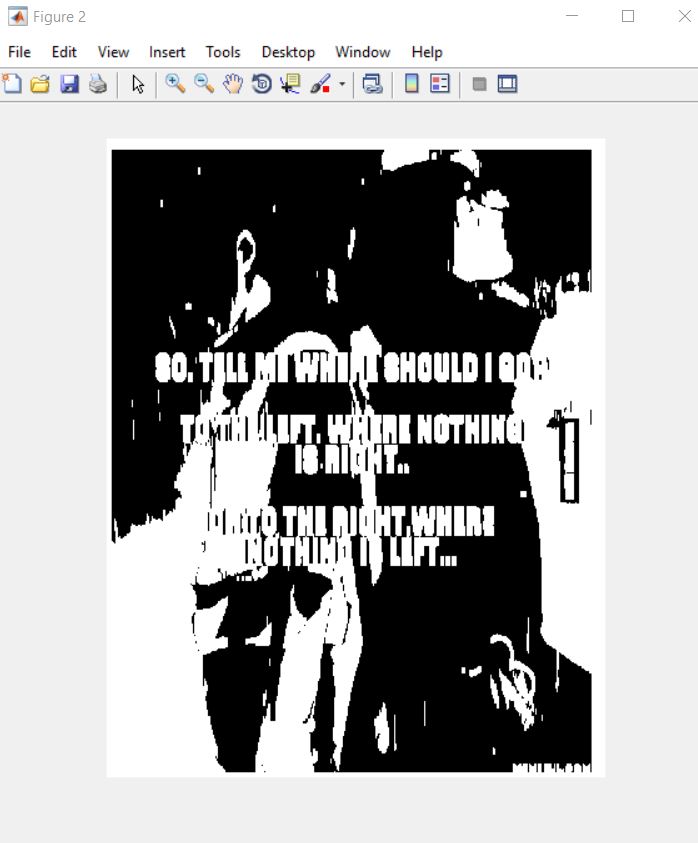 Figure 2
File Edit View Insert Tools Desktop Window Help
SO. TELL ME WHERE SHOULD I GO?
TO THE LEFT. WHERE NOTHING
IS RIGHT..
OR TO THE RIGHT.WHERE
NOTHING IS LEFT...